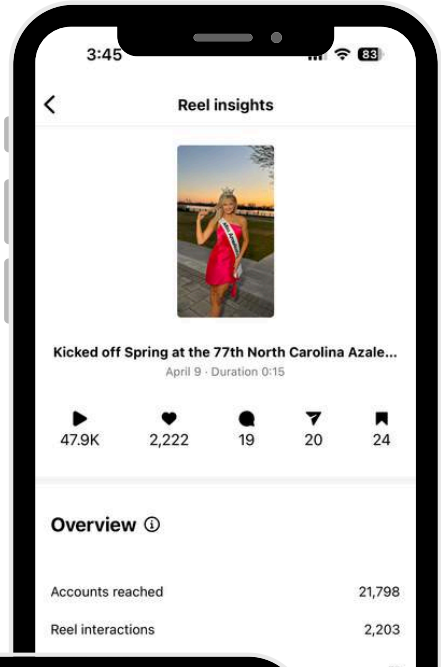 3:45
83
Reel insights
Kicked off Spring at the 77th North Carolina Azale...
April 9 · Duration 0:15
47.9K 2,222 19 20 24
Overview
Accounts reached 21,798
Reel interactions 2,203